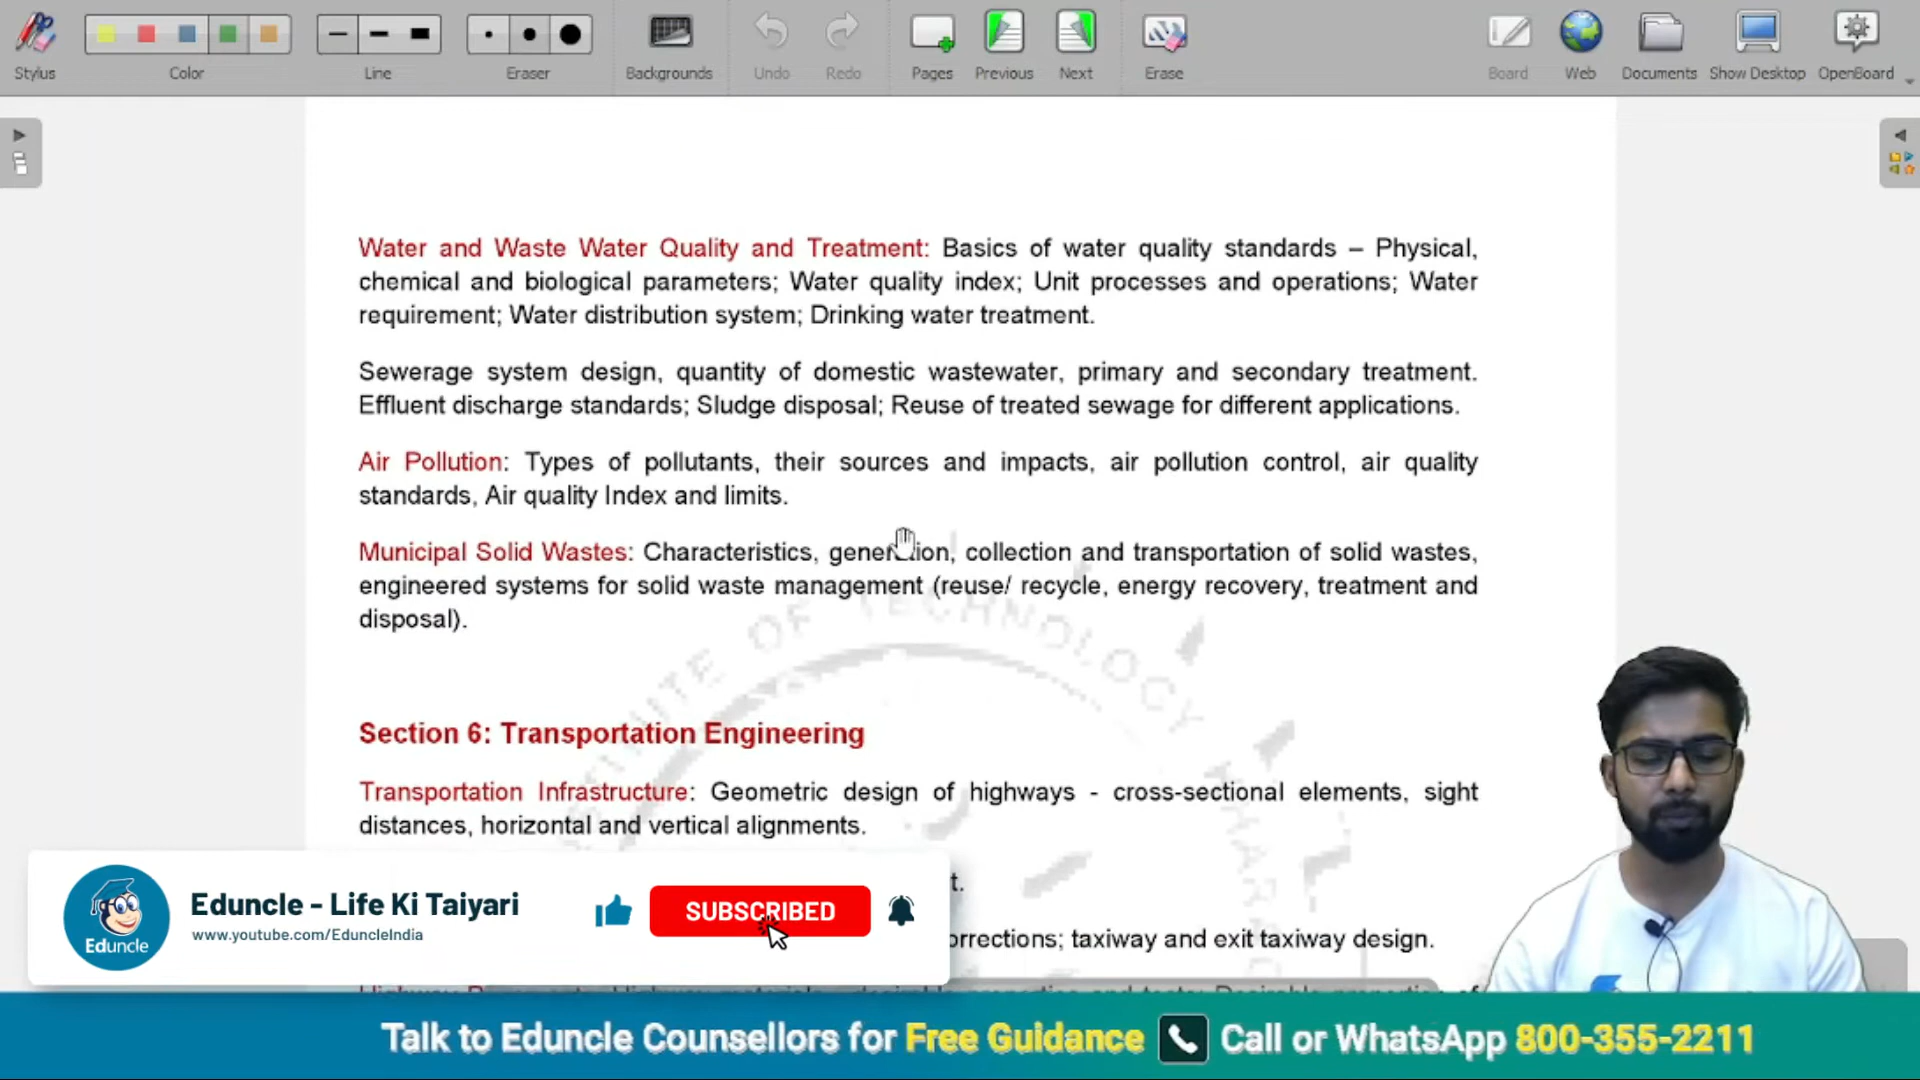 Stylus
Color
Line
Eraser
Backgrounds
Undo
Redo
Pages
Previous
Next
Erase
Board
Web
Documents
Show Desktop
OpenBoard
Water and Waste Water Quality and Treatment: Basics of water quality standards – Physical,
chemical and biological parameters; Water quality index; Unit processes and operations; Water
requirement; Water distribution system; Drinking water treatment.
Sewerage system design, quantity of domestic wastewater, primary and secondary treatment.
Effluent discharge standards; Sludge disposal; Reuse of treated sewage for different applications.
Air Pollution: Types of pollutants, their sources and impacts, air pollution control, air quality
standards, Air quality Index and limits.
Municipal Solid Wastes: Characteristics, generation, collection and transportation of solid wastes,
engineered systems for solid waste management (reuse/ recycle, energy recovery, treatment and
disposal).
OF TECHNOLOGY
Section 6: Transportation Engineering
Transportation Infrastructure: Geometric design of highways - cross-sectional elements, sight
distances, horizontal and vertical alignments.
t.
orrections; taxiway and exit taxiway design.
Eduncle
Eduncle - Life Ki Taiyari
www.youtube.com/EduncleIndia
SUBSCRIBED
Talk to Eduncle Counsellors for Free Guidance Call or WhatsApp 800-355-2211